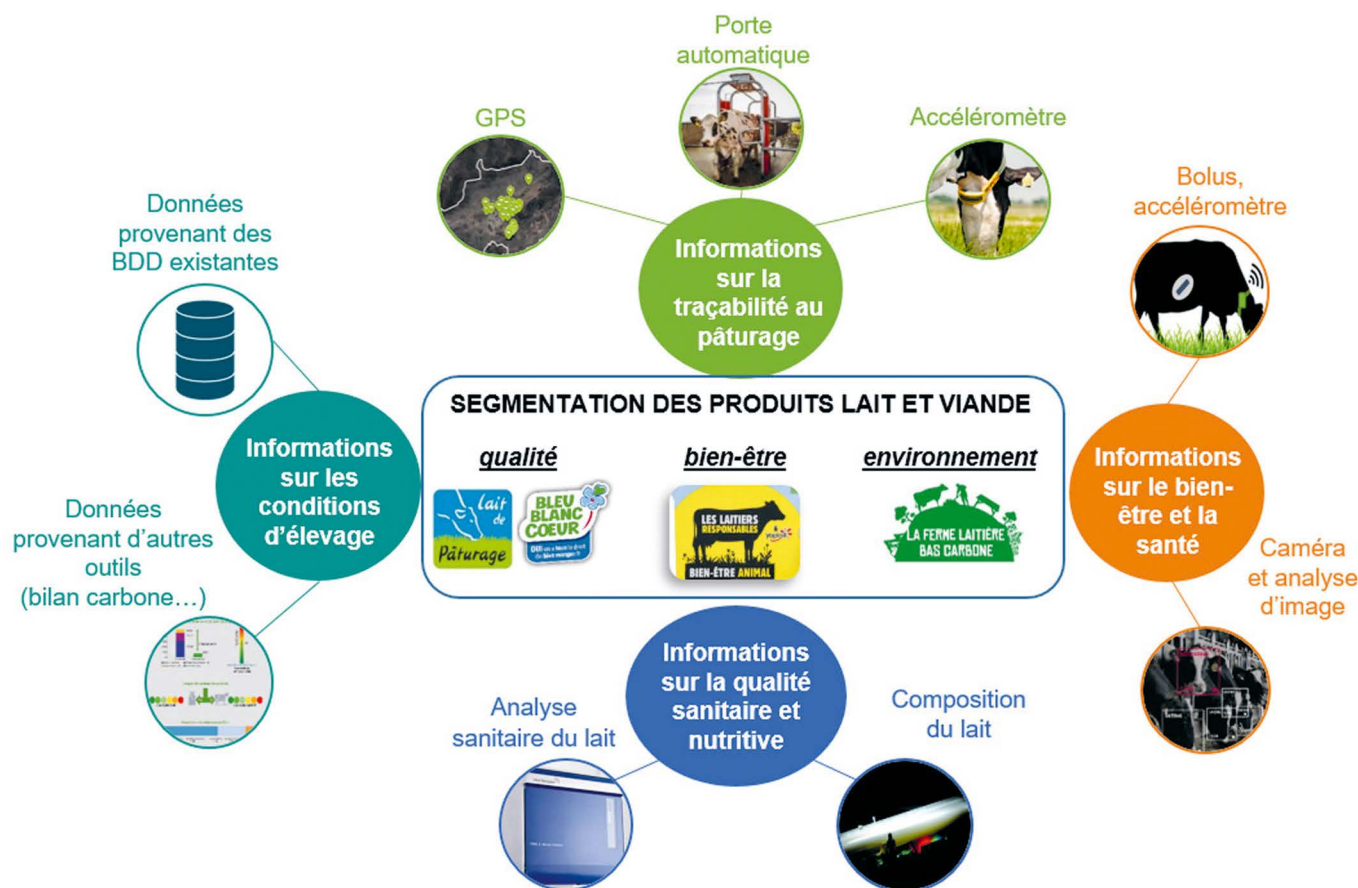 Porte
automatique
GPS
Accéléromètre
Bolus,
accéléromètre
Données
provenant des
BDD existantes
Informations
sur la
traçabilité au
pâturage
SEGMENTATION DES PRODUITS LAIT ET VIANDE
qualité
bien-être
environnement
lait
de
Pâturage
BLEU
BLANC
COEUR
LES LAITIERS
RESPONSABLES
BIEN-ÊTRE ANIMAL
LA FERME LAITIÈRE
BAS CARBONE
Informations
sur les
conditions
d'élevage
Informations
sur le bien-
être et la
santé
Données
provenant d'autres
outils
(bilan carbone…)
Caméra
et analyse
d'image
Informations
sur la qualité
sanitaire et
nutritive
Analyse
sanitaire du lait
Composition
du lait